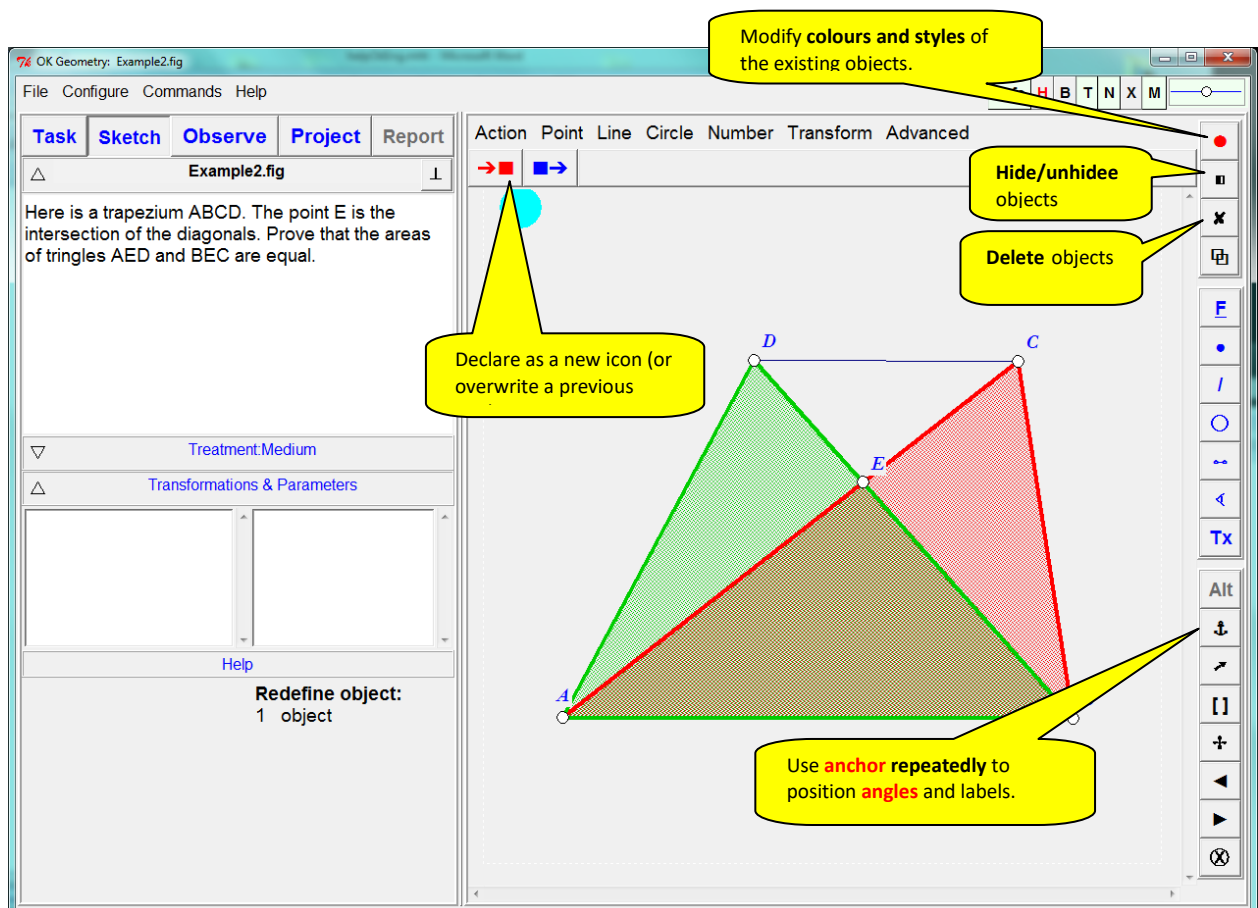 Modify colours and styles of
the existing objects.
OK Geometry: Example2.fig
File Configure Commands Help
H B T N X M
Task Sketch Observe Project Report
Action Point Line Circle Number Transform Advanced
Example2.fig
Hide/unhidee
objects
Here is a trapezium ABCD. The point E is the
intersection of the diagonals. Prove that the areas
of tringles AED and BEC are equal.
Delete objects
F
D
C
Declare as a new icon (or
overwrite a previous
Treatment:Medium
E
Transformations & Parameters
Tx
Alt
Help
Redefine object:
1 object
A
[ ]
Use anchor repeatedly to
position angles and labels.